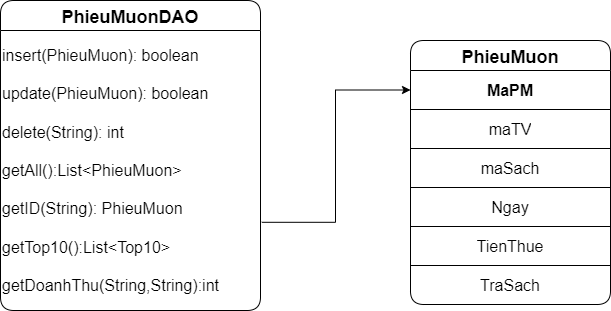 PhieuMuonDAO
insert(PhieuMuon): boolean
update(PhieuMuon): boolean
delete(String): int
getAll():List<PhieuMuon>
getID(String): PhieuMuon
getTop10():List<Top10>
getDoanhThu(String,String):int
PhieuMuon
MaPM
maTV
maSach
Ngay
TienThue
TraSach